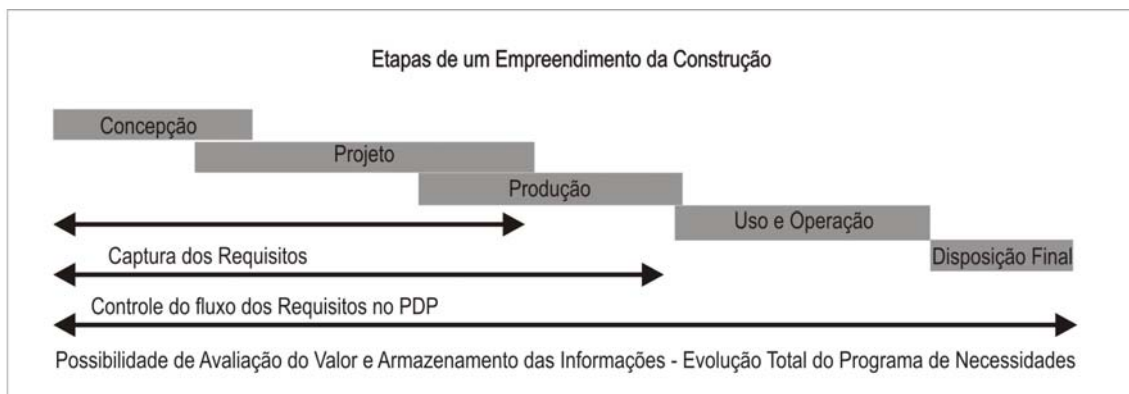 Etapas de um Empreendimento da Construção
Concepção
Projeto
Produção
Uso e Operação
Captura dos Requisitos
Disposição Final
Controle do fluxo dos Requisitos no PDP
Possibilidade de Avaliação do Valor e Armazenamento das Informações - Evolução Total do Programa de Necessidades